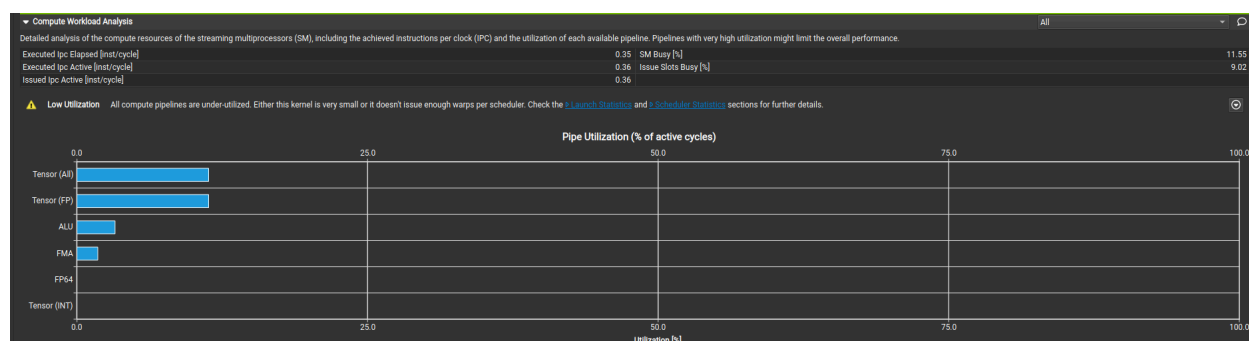 Compute Workload Analysis All
Detailed analysis of the compute resources of the streaming multiprocessors (SM), including the achieved instructions per clock (IPC) and the utilization of each available pipeline. Pipelines with very high utilization might limit the overall performance.
Executed Ipc Elapsed [inst/cycle] 0.35 SM Busy [%] 11.55
Executed Ipc Active [inst/cycle] 0.36 Issue Slots Busy [%] 9.02
Issued Ipc Active [inst/cycle] 0.36
Low Utilization All compute pipelines are under-utilized. Either this kernel is very small or it doesn't issue enough warps per scheduler. Check the Launch Statistics and Scheduler Statistics sections for further details.
Pipe Utilization (% of active cycles)
0.0 25.0 50.0 75.0 100.0
Tensor (All)
Tensor (FP)
ALU
FMA
FP64
Tensor (INT)
0.0 25.0 50.0 75.0 100.0
Utilization [%]